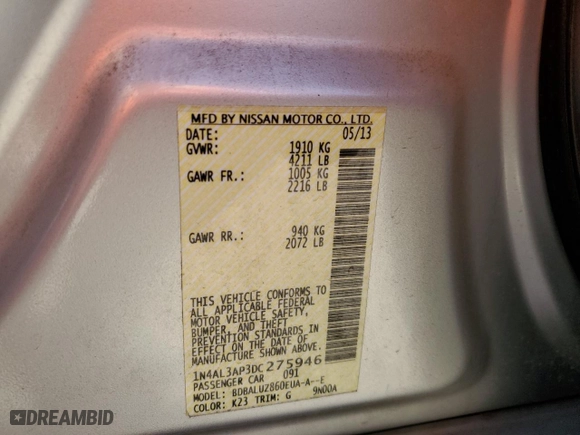 MFD BY NISSAN MOTOR CO., LTD.
DATE: 05/13
GVWR: 1910 KG
4211 LB
GAWR FR.: 1005 KG
2216 LB
GAWR RR.: 940 KG
2072 LB
THIS VEHICLE CONFORMS TO
ALL APPLICABLE FEDERAL
MOTOR VEHICLE SAFETY,
BUMPER, AND THEFT
PREVENTION STANDARDS IN
EFFECT ON THE DATE OF
MANUFACTURE SHOWN ABOVE.
1N4AL3AP3DC275946
PASSENGER CAR 091
MODEL: BDBALUZ860EUA-A--E
COLOR: K23 TRIM: G 9N00A
DREAMBID